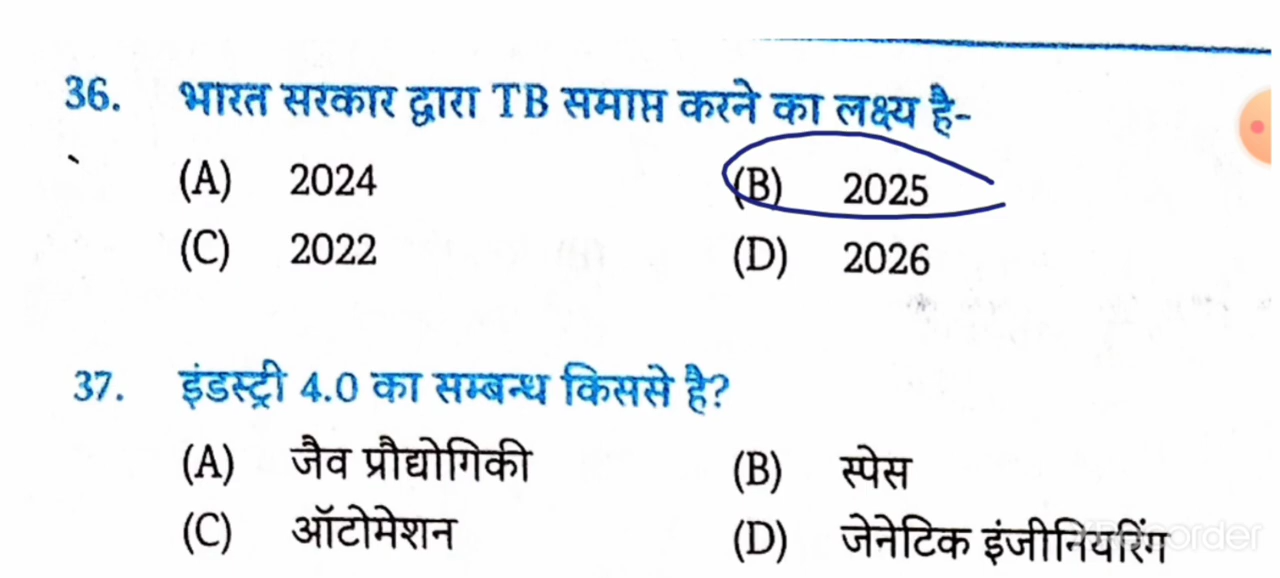 36. भारत सरकार द्वारा TB समाप्त करने का लक्ष्य है-
(A) 2024 (B) 2025
(C) 2022 (D) 2026
37. इंडस्ट्री 4.0 का सम्बन्ध किससे है?
(A) जैव प्रौद्योगिकी (B) स्पेस
(C) ऑटोमेशन (D) जेनेटिक इंजीनियरिंग